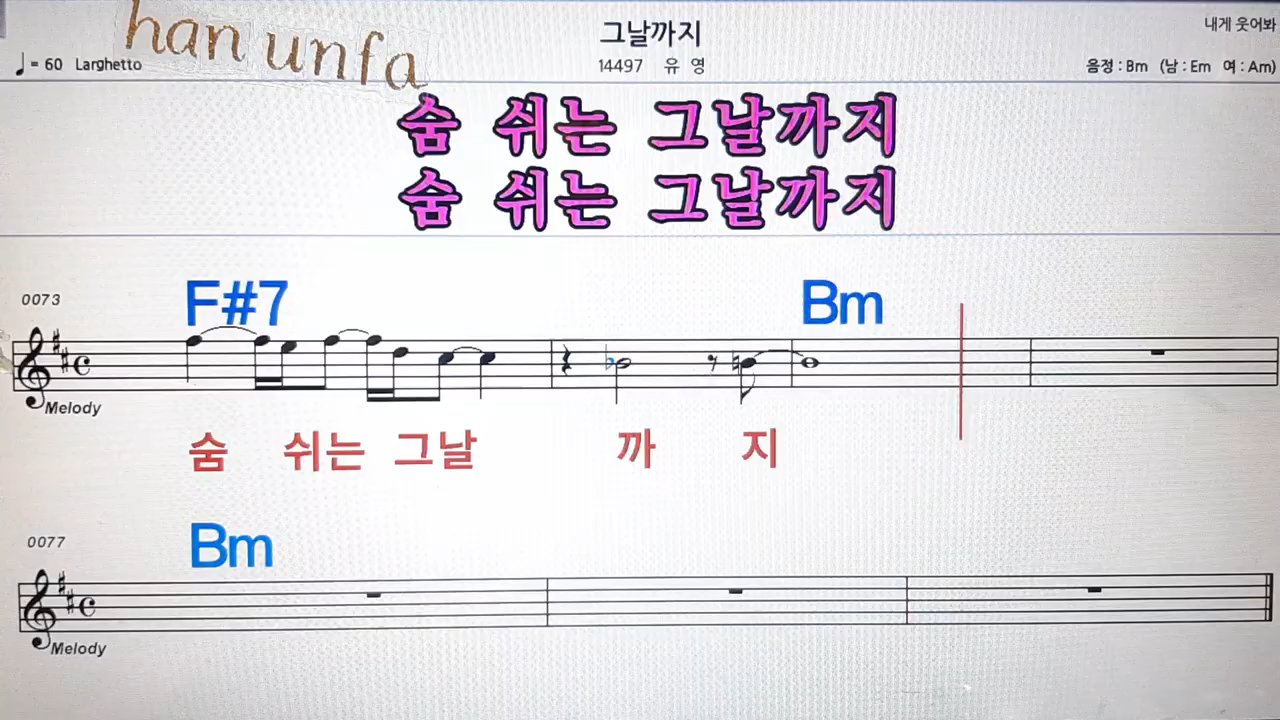 han unfa
그날까지
내게 웃어봐
♩= 60 Larghetto
14497 유 영
음정 : Bm (남 : Em 여 : Am)
숨 쉬는 그날까지
숨 쉬는 그날까지
0073
F#7 Bm
Melody
숨 쉬는 그날 까 지
0077
Bm
Melody